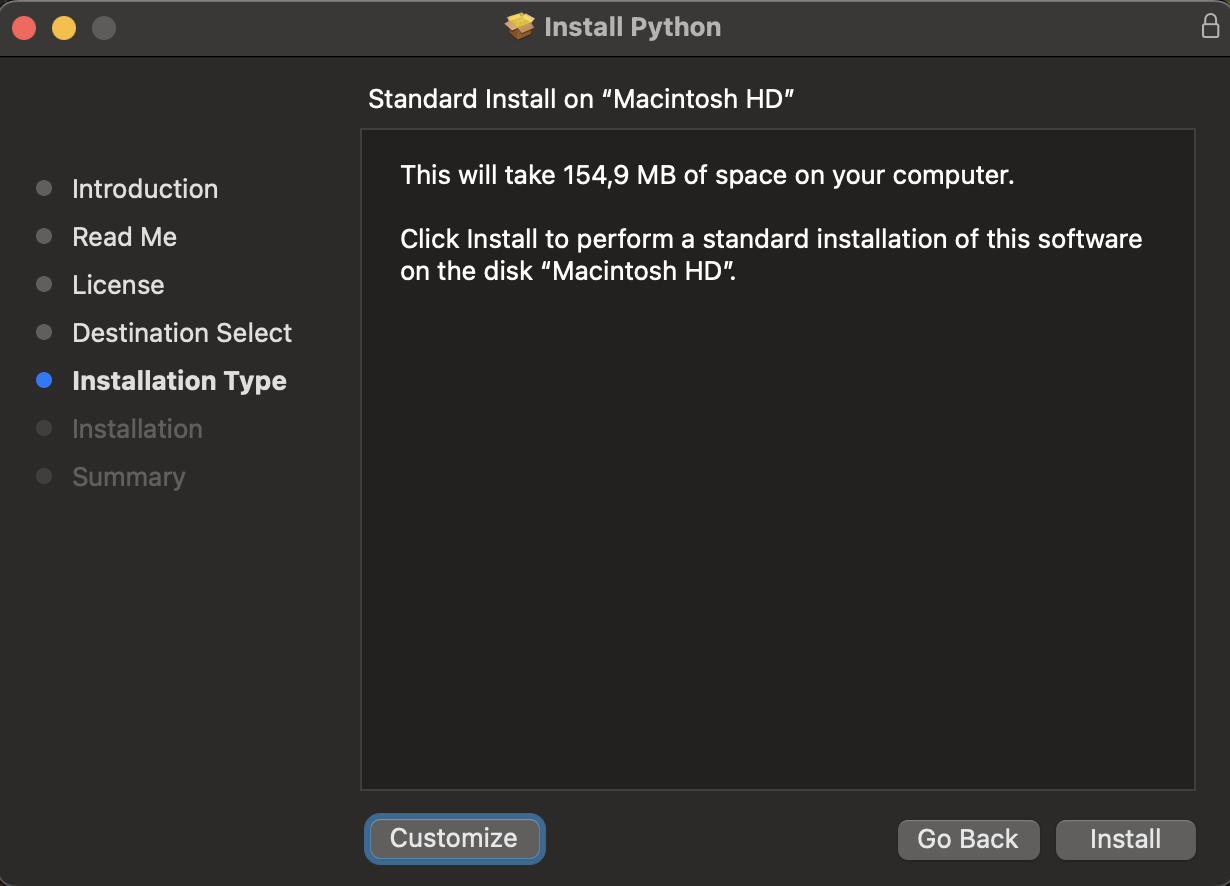 Install Python
Standard Install on “Macintosh HD”
Introduction
Read Me
License
Destination Select
Installation Type
Installation
Summary
This will take 154,9 MB of space on your computer.
Click Install to perform a standard installation of this software
on the disk “Macintosh HD”.
Customize
Go Back
Install